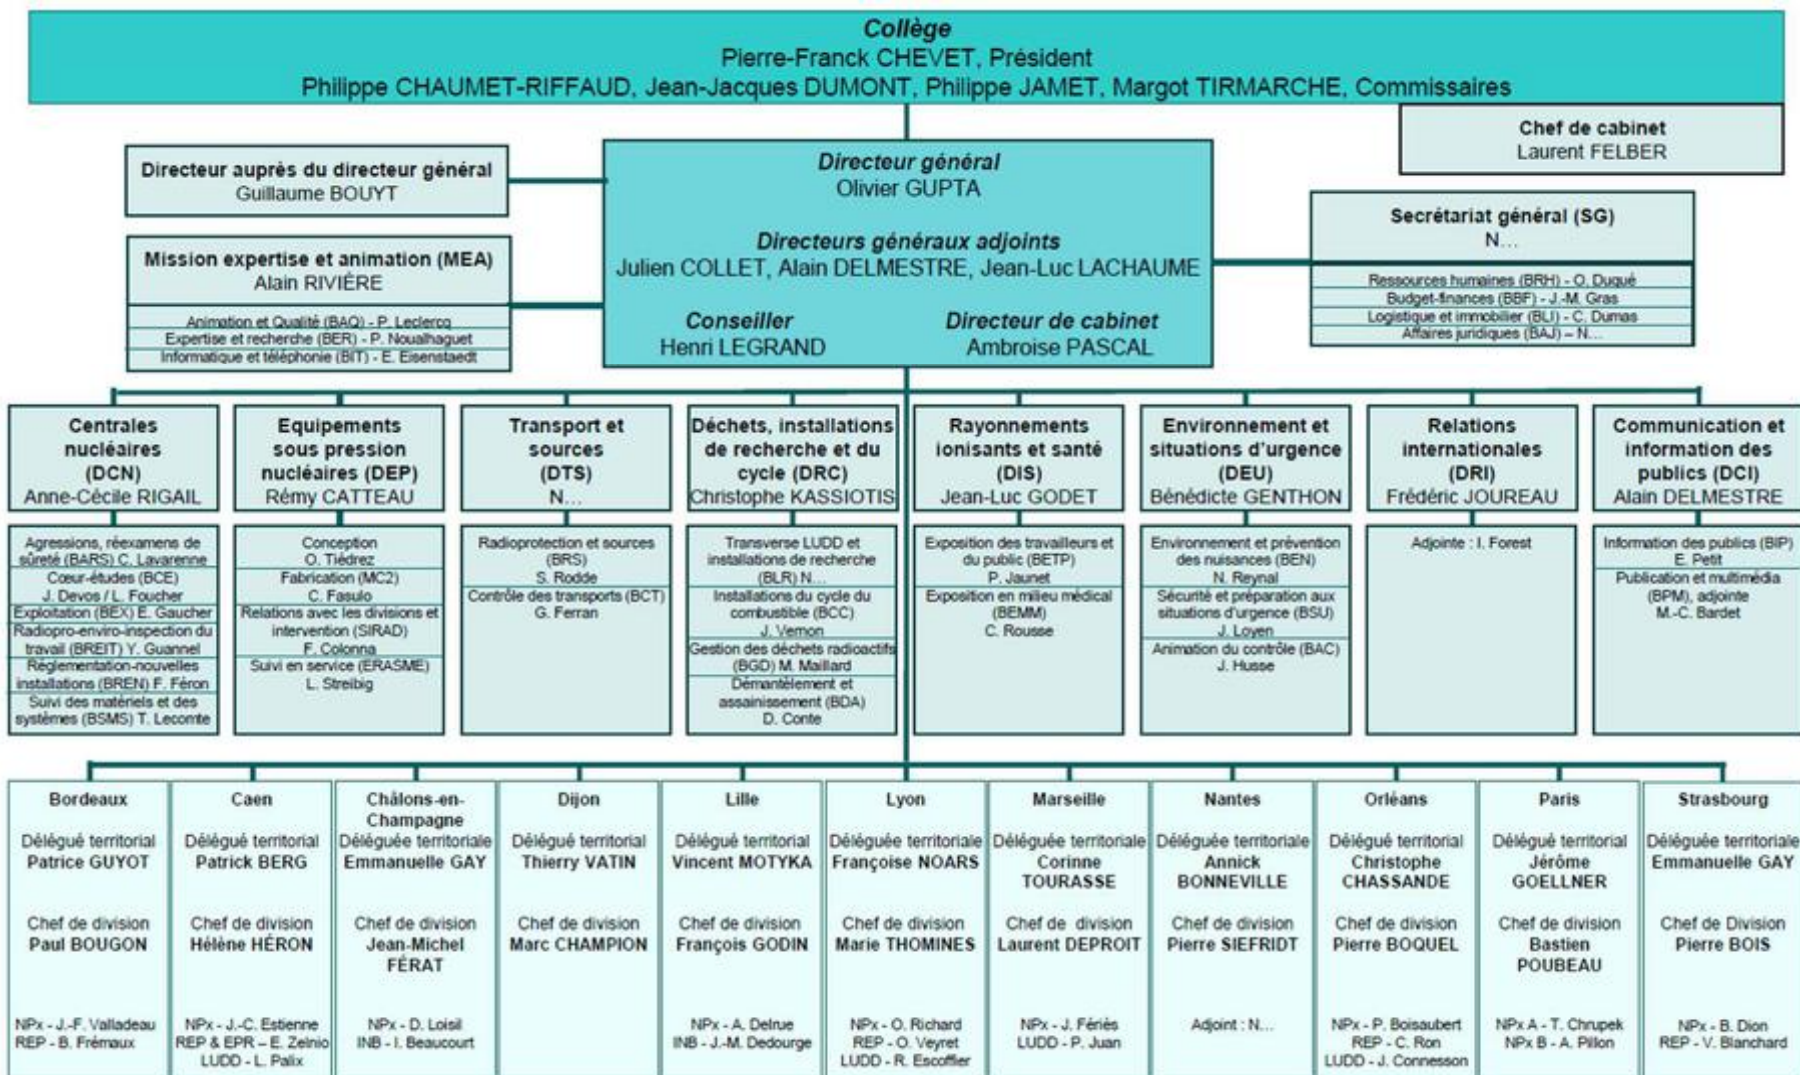 Collège
Pierre-Franck CHEVET, Président
Philippe CHAUMET-RIFFAUD, Jean-Jacques DUMONT, Philippe JAMET, Margot TIRMARCHE, Commissaires
Chef de cabinet
Laurent FELBER
Directeur auprès du directeur général
Guillaume BOUYT
Directeur général
Olivier GUPTA
Directeurs généraux adjoints
Julien COLLET, Alain DELMESTRE, Jean-Luc LACHAUME
Conseiller
Henri LEGRAND
Directeur de cabinet
Ambroise PASCAL
Mission expertise et animation (MEA)
Alain RIVIÈRE
Animation et Qualité (BAQ) - P. Leclercq
Expertise et recherche (BER) - P. Noualhaguet
Informatique et téléphonie (BIT) - E. Eisenstaedt
Secrétariat général (SG)
N...
Ressources humaines (BRH) - O. Duqué
Budget-finances (BBF) - J.-M. Gras
Logistique et immobilier (BLI) - C. Dumas
Affaires juridiques (BAJ) – N...
Centrales
nucléaires
(DCN)
Anne-Cécile RIGAIL
Agressions, réexamens de
sûreté (BARS) C. Lavarenne
Cœur-études (BCE)
J. Devos / L. Foucher
Exploitation (BEX) E. Gaucher
Radiopro-enviro-inspection du
travail (BREIT) Y. Guannel
Réglementation-nouvelles
installations (BREN) F. Féron
Suivi des matériels et des
systèmes (BSMS) T. Lecomte
Equipements
sous pression
nucléaires (DEP)
Rémy CATTEAU
Conception
O. Tiédrez
Fabrication (MC2)
C. Fasulo
Relations avec les divisions et
intervention (SIRAD)
F. Colonna
Suivi en service (ERASME)
L. Streibig
Transport et
sources
(DTS)
N...
Radioprotection et sources
(BRS)
S. Rodde
Contrôle des transports (BCT)
G. Ferran
Déchets, installations
de recherche et du
cycle (DRC)
Christophe KASSIOTIS
Transverse LUDD et
installations de recherche
(BLR) N...
Installations du cycle du
combustible (BCC)
J. Vernon
Gestion des déchets radioactifs
(BGD) M. Maillard
Démantèlement et
assainissement (BDA)
D. Conte
Rayonnements
ionisants et santé
(DIS)
Jean-Luc GODET
Exposition des travailleurs et
du public (BETP)
P. Jaunet
Exposition en milieu médical
(BEMM)
C. Rousse
Environnement et
situations d'urgence
(DEU)
Bénédicte GENTHON
Environnement et prévention
des nuisances (BEN)
N. Reynal
Sécurité et préparation aux
situations d'urgence (BSU)
J. Loyen
Animation du contrôle (BAC)
J. Husse
Relations
internationales
(DRI)
Frédéric JOUREAU
Adjointe : I. Forest
Communication et
information des
publics (DCI)
Alain DELMESTRE
Information des publics (BIP)
E. Petit
Publication et multimédia
(BPM), adjointe
M.-C. Bardet
Bordeaux
Délégué territorial
Patrice GUYOT
Chef de division
Paul BOUGON
NPx - J.-F. Valladeau
REP - B. Frémaux
Caen
Délégué territorial
Patrick BERG
Chef de division
Hélène HÉRON
NPx - J.-C. Estienne
REP & EPR – E. Zelnio
LUDD - L. Palix
Châlons-en-
Champagne
Déléguée territoriale
Emmanuelle GAY
Chef de division
Jean-Michel
FÉRAT
NPx - D. Loisil
INB - I. Beaucourt
Dijon
Délégué territorial
Thierry VATIN
Chef de division
Marc CHAMPION
Lille
Délégué territorial
Vincent MOTYKA
Chef de division
François GODIN
NPx - A. Delrue
INB - J.-M. Dedourge
Lyon
Déléguée territoriale
Françoise NOARS
Chef de division
Marie THOMINES
NPx - O. Richard
REP - O. Veyret
LUDD - R. Escoffier
Marseille
Déléguée territoriale
Corinne
TOURASSE
Chef de division
Laurent DEPROIT
NPx - J. Fériès
LUDD - P. Juan
Nantes
Déléguée territoriale
Annick
BONNEVILLE
Chef de division
Pierre SIEFRIDT
Adjoint : N...
Orléans
Délégué territorial
Christophe
CHASSANDE
Chef de division
Pierre BOQUEL
NPx - P. Boisaubert
REP - C. Ron
LUDD - J. Connesson
Paris
Délégué territorial
Jérôme
GOELLNER
Chef de division
Bastien
POUBEAU
NPx A - T. Chrupek
NPx B - A. Pillon
Strasbourg
Déléguée territoriale
Emmanuelle GAY
Chef de Division
Pierre BOIS
NPx - B. Dion
REP - V. Blanchard